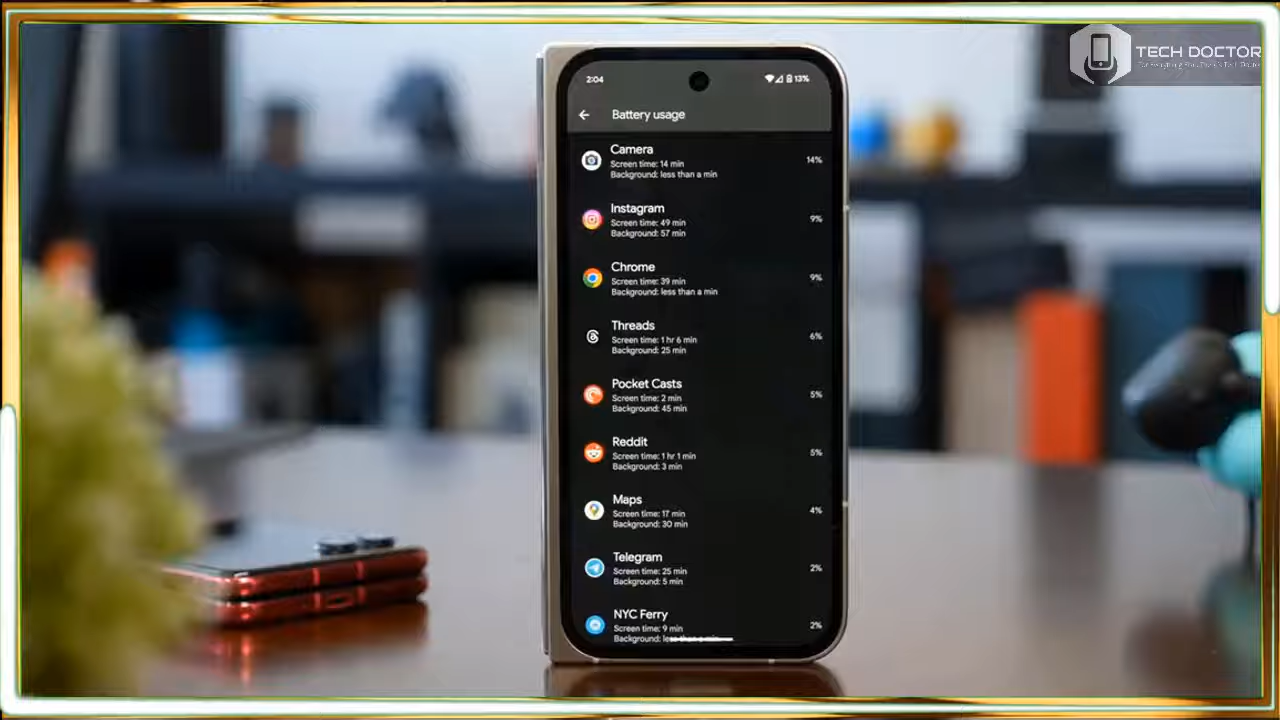 TECH DOCTOR
2:04
13%
Battery usage
Camera
Screen time: 14 min
Background: less than a min
14%
Instagram
Screen time: 49 min
Background: 57 min
9%
Chrome
Screen time: 39 min
Background: less than a min
9%
Threads
Screen time: 1 hr 6 min
Background: 25 min
6%
Pocket Casts
Screen time: 2 min
Background: 45 min
5%
Reddit
Screen time: 1 hr 1 min
Background: 3 min
5%
Maps
Screen time: 17 min
Background: 30 min
4%
Telegram
Screen time: 25 min
Background: 5 min
2%
NYC Ferry
Screen time: 9 min
Background: less than a min
2%